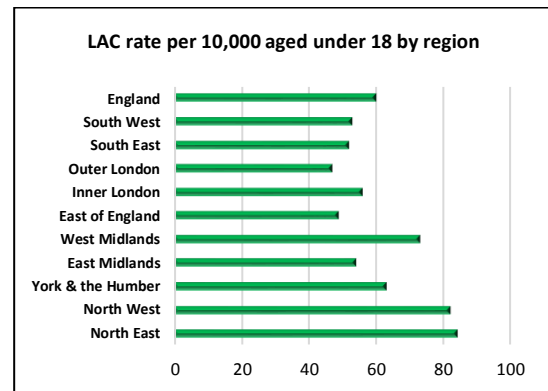 LAC rate per 10,000 aged under 18 by region
England
South West
South East
Outer London
Inner London
East of England
West Midlands
East Midlands
York & the Humber
North West
North East
0 20 40 60 80 100